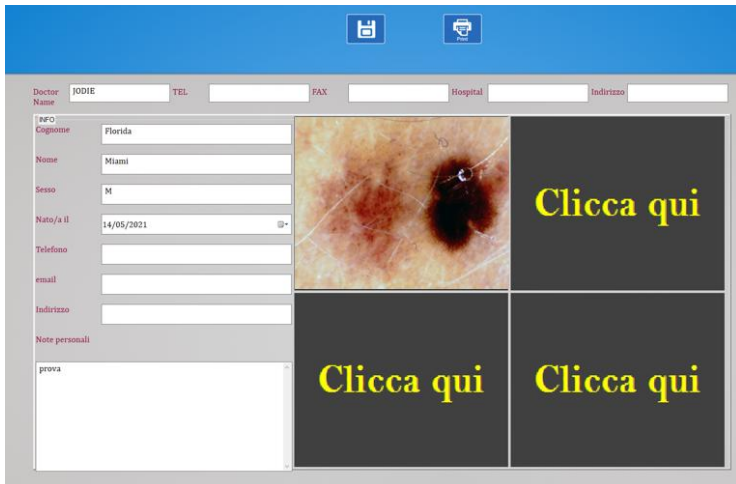 Print
Doctor Name JODIE TEL FAX Hospital Indirizzo
INFO
Cognome Florida
Nome Miami
Sesso M
Nato/a il 14/05/2021
Telefono
email
Indirizzo
Note personali
prova
Clicca qui
Clicca qui
Clicca qui